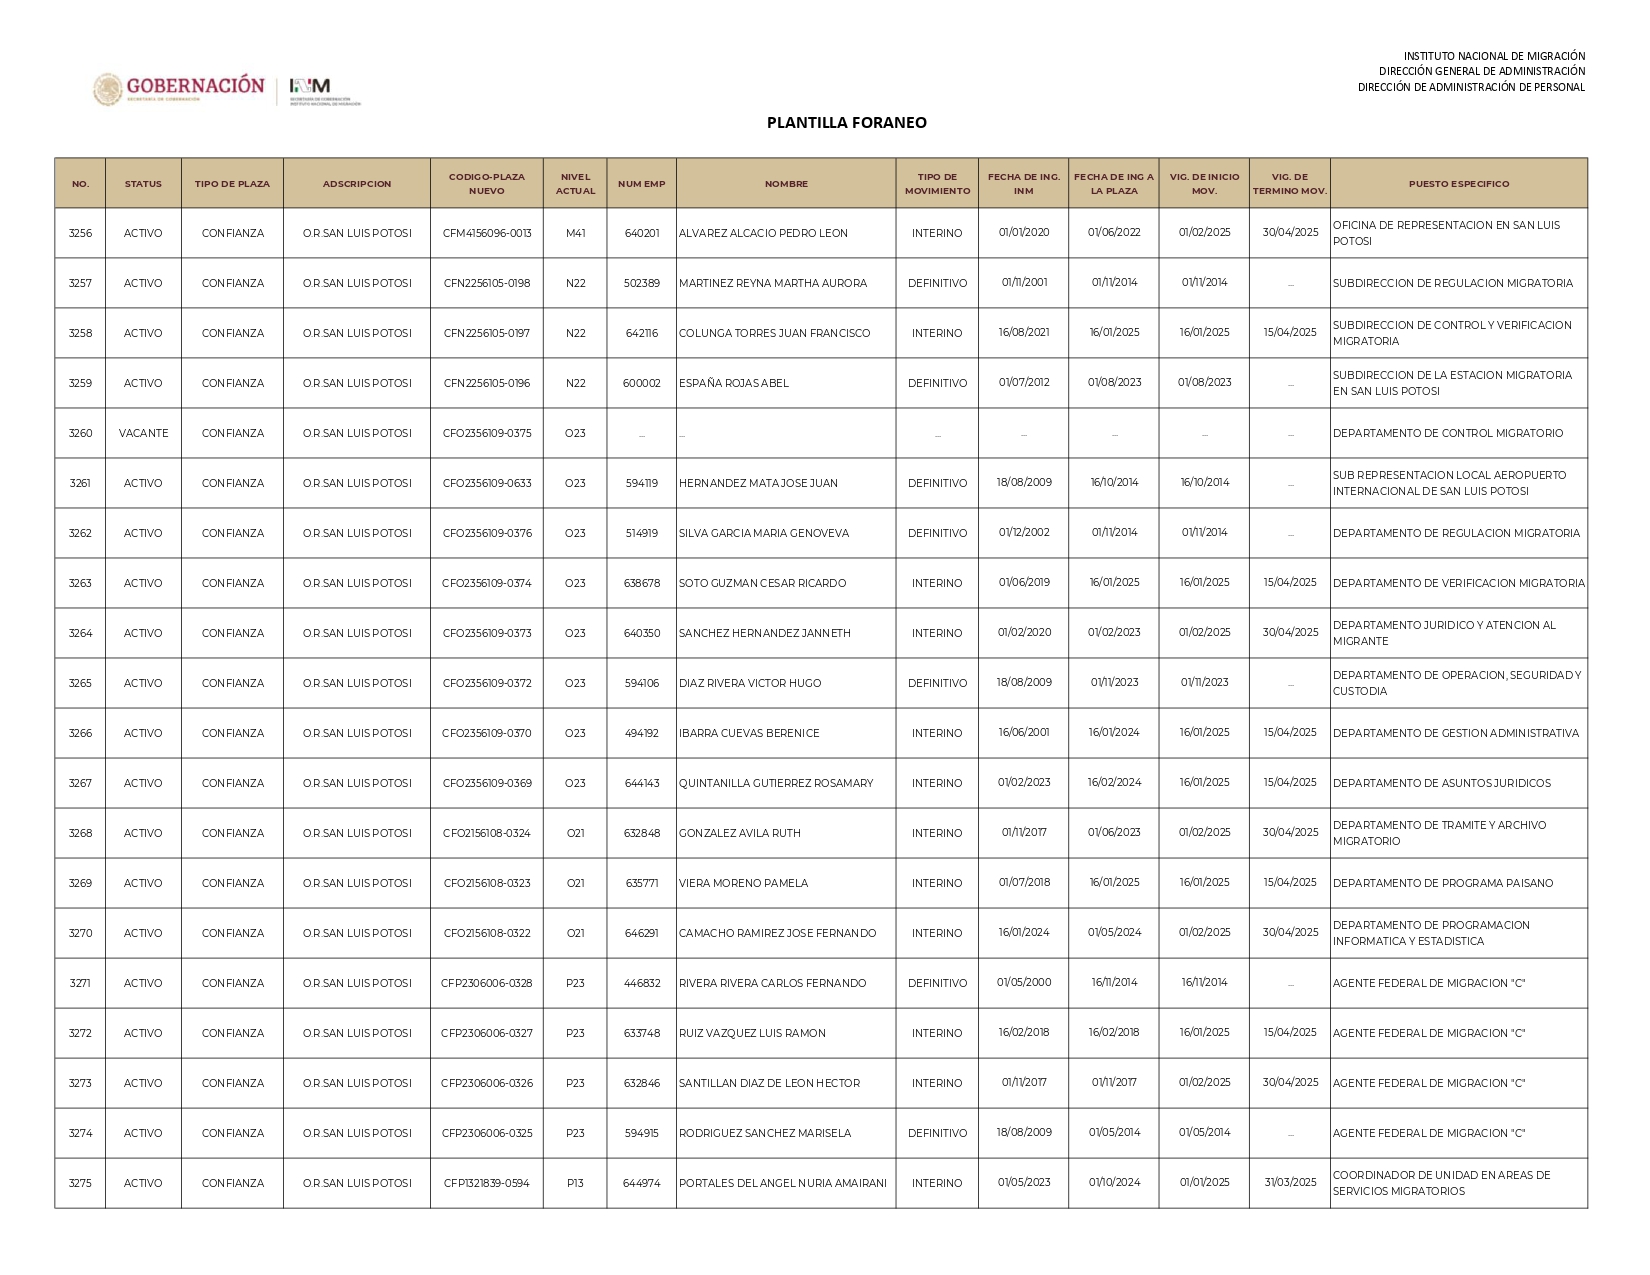 INSTITUTO NACIONAL DE MIGRACIÓN
DIRECCIÓN GENERAL DE ADMINISTRACIÓN
DIRECCIÓN DE ADMINISTRACIÓN DE PERSONAL
GOBERNACIÓN INM
SECRETARÍA DE GOBERNACIÓN SECRETARÍA DE GOBERNACIÓN
INSTITUTO NACIONAL DE MIGRACIÓN
PLANTILLA FORANEO
NO. STATUS TIPO DE PLAZA ADSCRIPCION CODIGO-PLAZA NUEVO NIVEL ACTUAL NUM EMP NOMBRE TIPO DE MOVIMIENTO FECHA DE ING. INM FECHA DE ING A LA PLAZA VIG. DE INICIO MOV. VIG. DE TERMINO MOV. PUESTO ESPECIFICO
3256 ACTIVO CONFIANZA O.R.SAN LUIS POTOSI CFM4156096-0013 M41 640201 ALVAREZ ALCACIO PEDRO LEON INTERINO 01/01/2020 01/06/2022 01/02/2025 30/04/2025 OFICINA DE REPRESENTACION EN SAN LUIS POTOSI
3257 ACTIVO CONFIANZA O.R.SAN LUIS POTOSI CFN2256105-0198 N22 502389 MARTINEZ REYNA MARTHA AURORA DEFINITIVO 01/11/2001 01/11/2014 01/11/2014 ... SUBDIRECCION DE REGULACION MIGRATORIA
3258 ACTIVO CONFIANZA O.R.SAN LUIS POTOSI CFN2256105-0197 N22 642116 COLUNGA TORRES JUAN FRANCISCO INTERINO 16/08/2021 16/01/2025 16/01/2025 15/04/2025 SUBDIRECCION DE CONTROL Y VERIFICACION MIGRATORIA
3259 ACTIVO CONFIANZA O.R.SAN LUIS POTOSI CFN2256105-0196 N22 600002 ESPAÑA ROJAS ABEL DEFINITIVO 01/07/2012 01/08/2023 01/08/2023 ... SUBDIRECCION DE LA ESTACION MIGRATORIA EN SAN LUIS POTOSI
3260 VACANTE CONFIANZA O.R.SAN LUIS POTOSI CFO2356109-0375 O23 ... ... ... ... ... ... ... DEPARTAMENTO DE CONTROL MIGRATORIO
3261 ACTIVO CONFIANZA O.R.SAN LUIS POTOSI CFO2356109-0633 O23 594119 HERNANDEZ MATA JOSE JUAN DEFINITIVO 18/08/2009 16/10/2014 16/10/2014 ... SUB REPRESENTACION LOCAL AEROPUERTO INTERNACIONAL DE SAN LUIS POTOSI
3262 ACTIVO CONFIANZA O.R.SAN LUIS POTOSI CFO2356109-0376 O23 514919 SILVA GARCIA MARIA GENOVEVA DEFINITIVO 01/12/2002 01/11/2014 01/11/2014 ... DEPARTAMENTO DE REGULACION MIGRATORIA
3263 ACTIVO CONFIANZA O.R.SAN LUIS POTOSI CFO2356109-0374 O23 638678 SOTO GUZMAN CESAR RICARDO INTERINO 01/06/2019 16/01/2025 16/01/2025 15/04/2025 DEPARTAMENTO DE VERIFICACION MIGRATORIA
3264 ACTIVO CONFIANZA O.R.SAN LUIS POTOSI CFO2356109-0373 O23 640350 SANCHEZ HERNANDEZ JANNETH INTERINO 01/02/2020 01/02/2023 01/02/2025 30/04/2025 DEPARTAMENTO JURIDICO Y ATENCION AL MIGRANTE
3265 ACTIVO CONFIANZA O.R.SAN LUIS POTOSI CFO2356109-0372 O23 594106 DIAZ RIVERA VICTOR HUGO DEFINITIVO 18/08/2009 01/11/2023 01/11/2023 ... DEPARTAMENTO DE OPERACION, SEGURIDAD Y CUSTODIA
3266 ACTIVO CONFIANZA O.R.SAN LUIS POTOSI CFO2356109-0370 O23 494192 IBARRA CUEVAS BERENICE INTERINO 16/06/2001 16/01/2024 16/01/2025 15/04/2025 DEPARTAMENTO DE GESTION ADMINISTRATIVA
3267 ACTIVO CONFIANZA O.R.SAN LUIS POTOSI CFO2356109-0369 O23 644143 QUINTANILLA GUTIERREZ ROSAMARY INTERINO 01/02/2023 16/02/2024 16/01/2025 15/04/2025 DEPARTAMENTO DE ASUNTOS JURIDICOS
3268 ACTIVO CONFIANZA O.R.SAN LUIS POTOSI CFO2156108-0324 O21 632848 GONZALEZ AVILA RUTH INTERINO 01/11/2017 01/06/2023 01/02/2025 30/04/2025 DEPARTAMENTO DE TRAMITE Y ARCHIVO MIGRATORIO
3269 ACTIVO CONFIANZA O.R.SAN LUIS POTOSI CFO2156108-0323 O21 635771 VIERA MORENO PAMELA INTERINO 01/07/2018 16/01/2025 16/01/2025 15/04/2025 DEPARTAMENTO DE PROGRAMA PAISANO
3270 ACTIVO CONFIANZA O.R.SAN LUIS POTOSI CFO2156108-0322 O21 646291 CAMACHO RAMIREZ JOSE FERNANDO INTERINO 16/01/2024 01/05/2024 01/02/2025 30/04/2025 DEPARTAMENTO DE PROGRAMACION INFORMATICA Y ESTADISTICA
3271 ACTIVO CONFIANZA O.R.SAN LUIS POTOSI CFP2306006-0328 P23 446832 RIVERA RIVERA CARLOS FERNANDO DEFINITIVO 01/05/2000 16/11/2014 16/11/2014 ... AGENTE FEDERAL DE MIGRACION "C"
3272 ACTIVO CONFIANZA O.R.SAN LUIS POTOSI CFP2306006-0327 P23 633748 RUIZ VAZQUEZ LUIS RAMON INTERINO 16/02/2018 16/02/2018 16/01/2025 15/04/2025 AGENTE FEDERAL DE MIGRACION "C"
3273 ACTIVO CONFIANZA O.R.SAN LUIS POTOSI CFP2306006-0326 P23 632846 SANTILLAN DIAZ DE LEON HECTOR INTERINO 01/11/2017 01/11/2017 01/02/2025 30/04/2025 AGENTE FEDERAL DE MIGRACION "C"
3274 ACTIVO CONFIANZA O.R.SAN LUIS POTOSI CFP2306006-0325 P23 594915 RODRIGUEZ SANCHEZ MARISELA DEFINITIVO 18/08/2009 01/05/2014 01/05/2014 ... AGENTE FEDERAL DE MIGRACION "C"
3275 ACTIVO CONFIANZA O.R.SAN LUIS POTOSI CFP1321839-0594 P13 644974 PORTALES DEL ANGEL NURIA AMAIRANI INTERINO 01/05/2023 01/10/2024 01/01/2025 31/03/2025 COORDINADOR DE UNIDAD EN AREAS DE SERVICIOS MIGRATORIOS